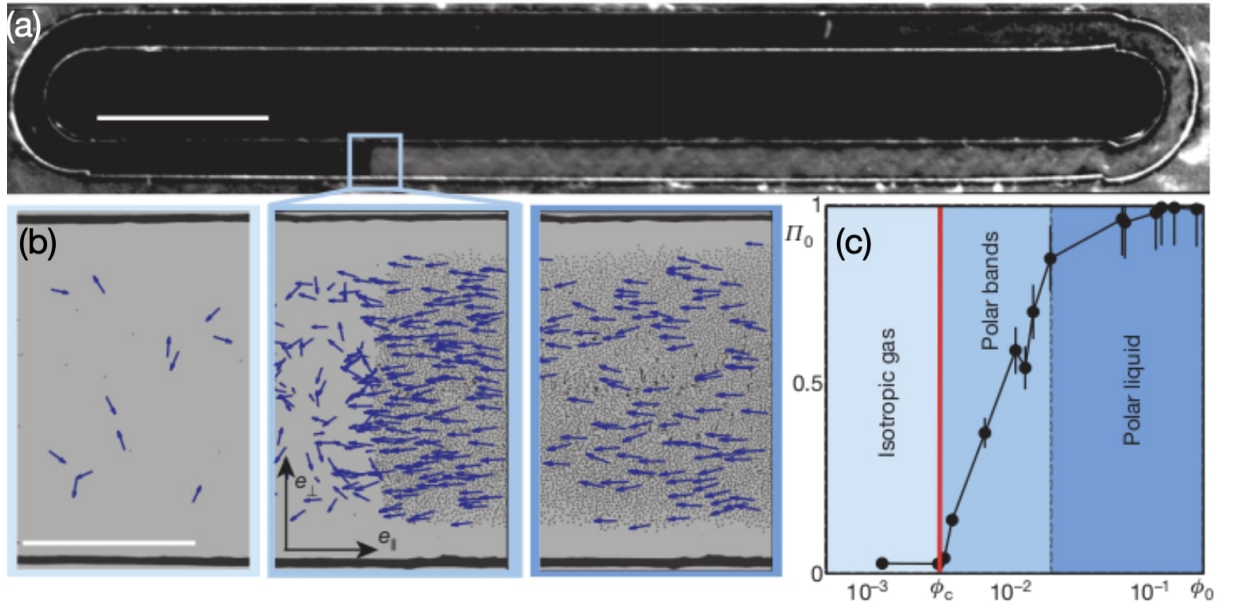 (a)
(b)
e⊥
e∥
(c)
1
Π₀
0.5
0
Isotropic gas
Polar bands
Polar liquid
10⁻³
ϕc
10⁻²
10⁻¹
ϕ₀